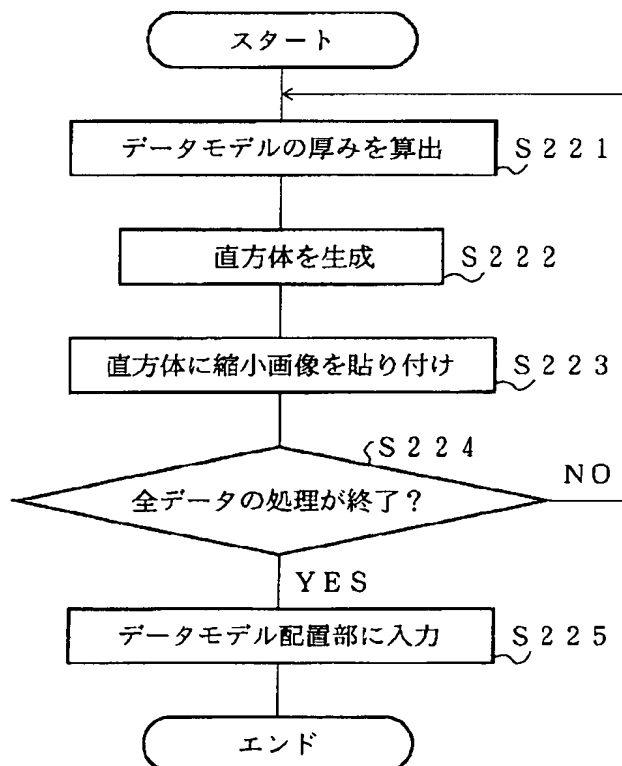 スタート
データモデルの厚みを算出 S221
直方体を生成 S222
直方体に縮小画像を貼り付け S223
S224
全データの処理が終了？ NO
YES
データモデル配置部に入力 S225
エンド